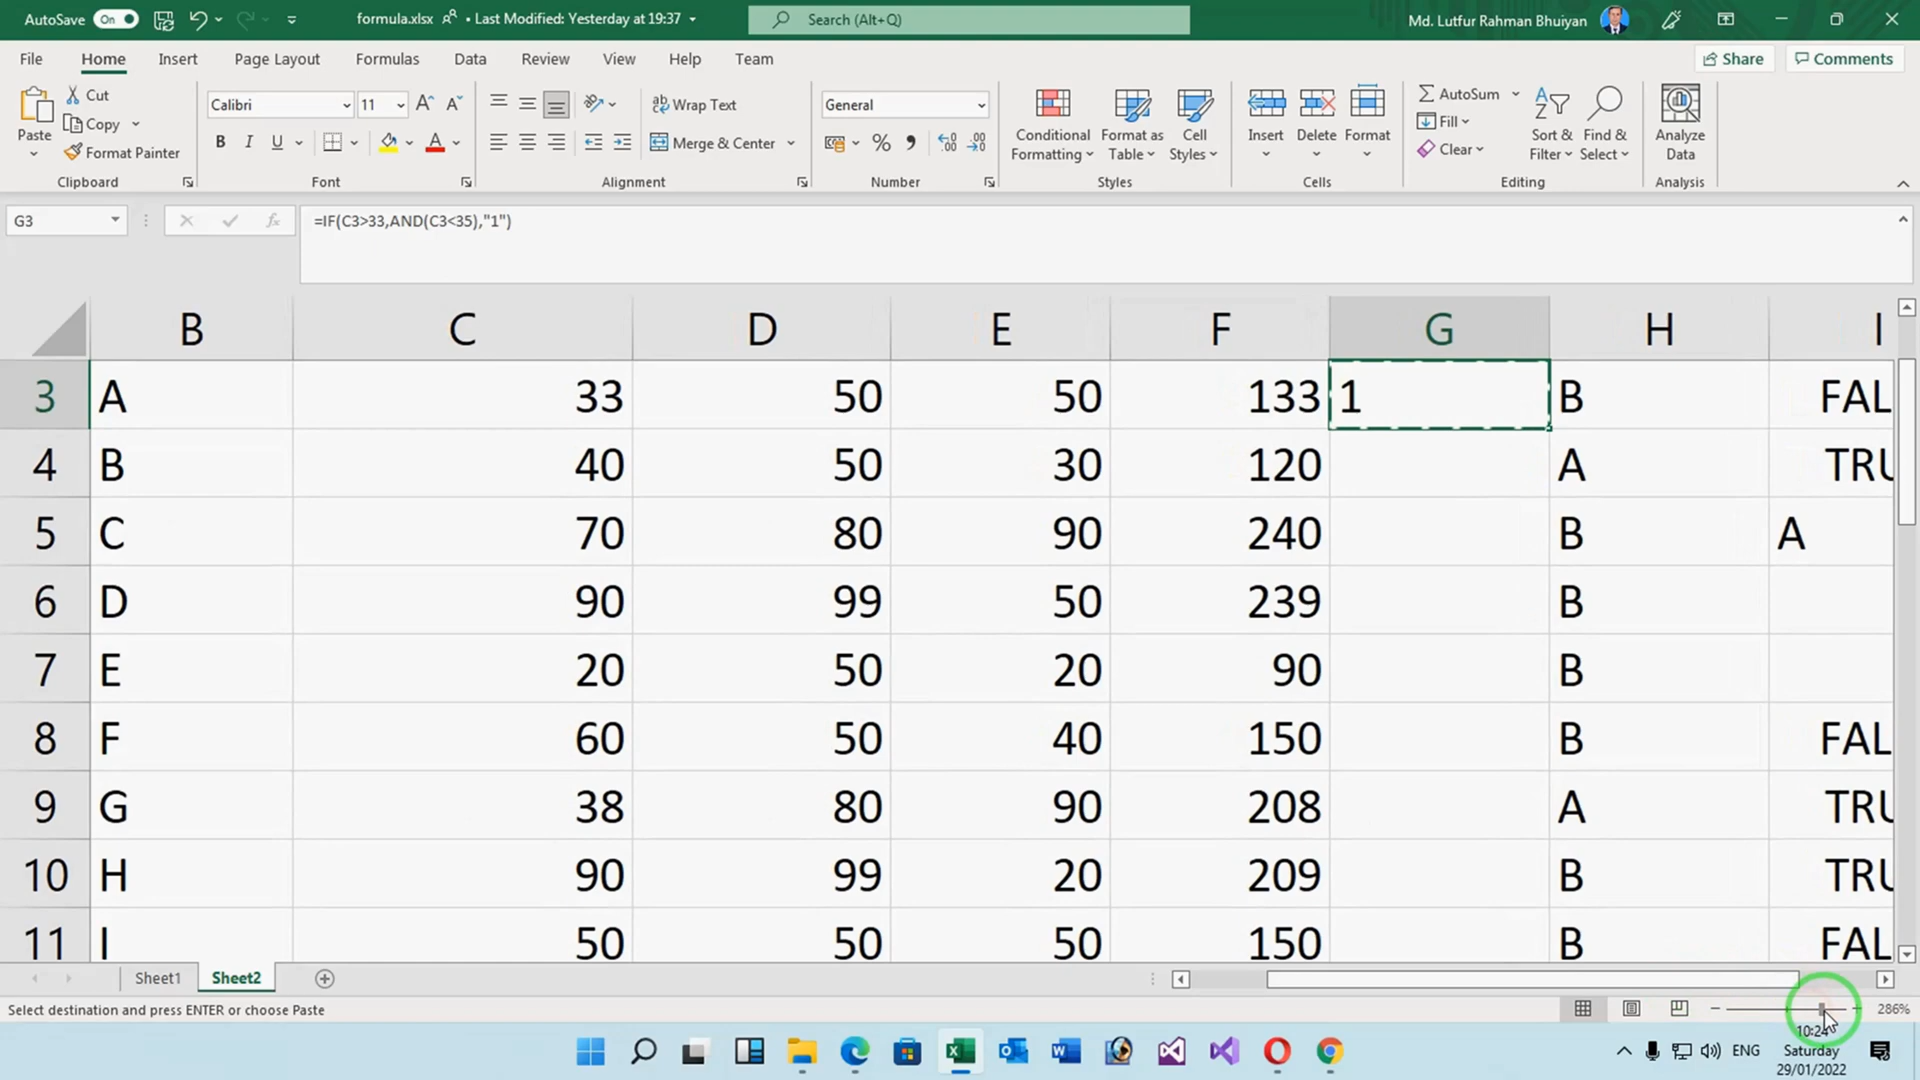 AutoSave On formula.xlsx • Last Modified: Yesterday at 19:37 Search (Alt+Q) Md. Lutfur Rahman Bhuiyan
File Home Insert Page Layout Formulas Data Review View Help Team Share Comments
Paste Cut Copy Format Painter
Clipboard
Calibri 11 A A
B I U A
Font
Wrap Text
Merge & Center
Alignment
General
%
Number
Conditional Formatting Format as Table Cell Styles
Styles
Insert Delete Format
Cells
AutoSum
Fill
Clear
Sort & Filter Find & Select
Editing
Analyze Data
Analysis
G3 fx =IF(C3>33,AND(C3<35),"1")
B C D E F G H I
3 A 33 50 50 133 1 B FAL
4 B 40 50 30 120 A TRU
5 C 70 80 90 240 B A
6 D 90 99 50 239 B
7 E 20 50 20 90 B
8 F 60 50 40 150 B FAL
9 G 38 80 90 208 A TRU
10 H 90 99 20 209 B TRU
11 I 50 50 50 150 B FAL
Sheet1 Sheet2
Select destination and press ENTER or choose Paste 286%
10:24
ENG Saturday
29/01/2022